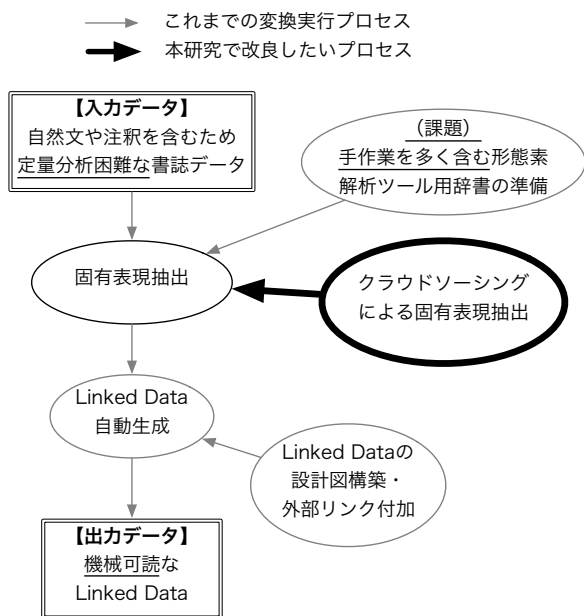 これまでの変換実行プロセス
本研究で改良したいプロセス
【入力データ】
自然文や注釈を含むため
定量分析困難な書誌データ
（課題）
手作業を多く含む形態素
解析ツール用辞書の準備
固有表現抽出
クラウドソーシング
による固有表現抽出
Linked Data
自動生成
Linked Dataの
設計図構築・
外部リンク付加
【出力データ】
機械可読な
Linked Data